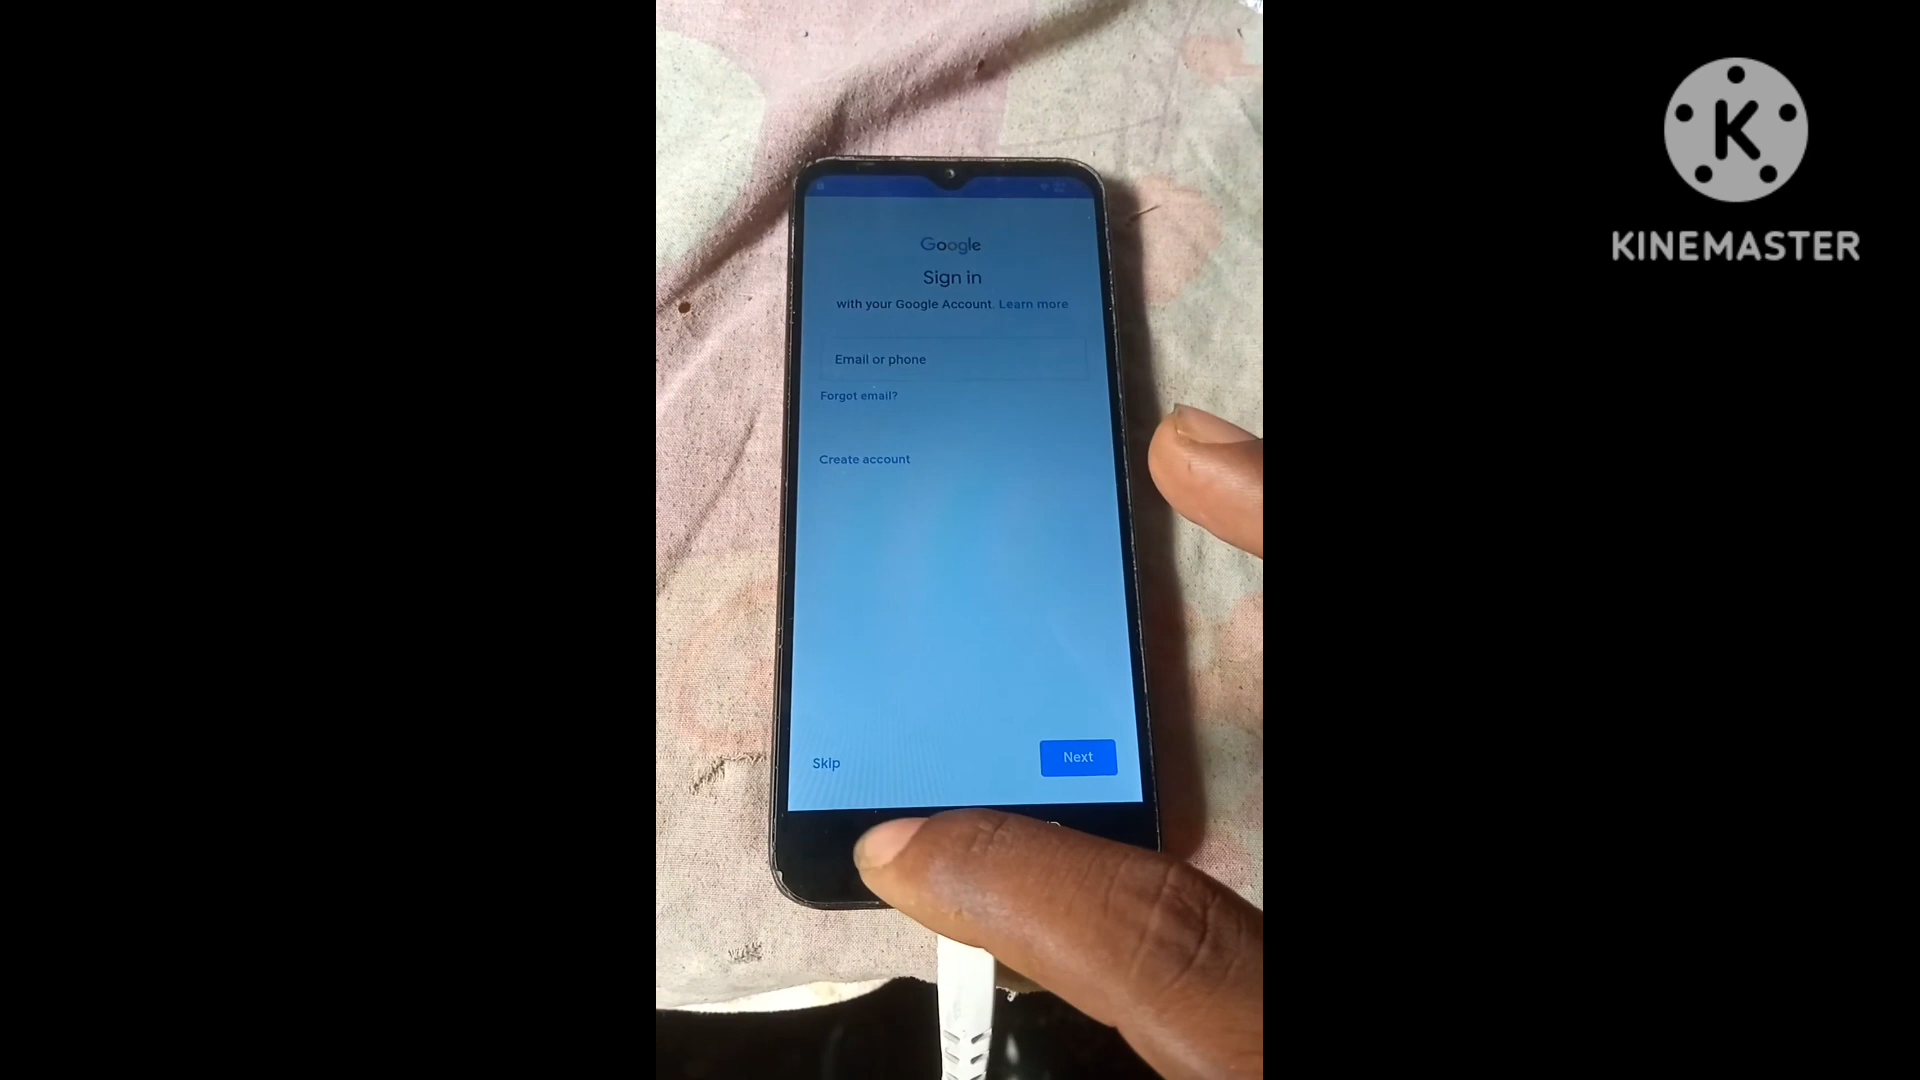 Google
Sign in
with your Google Account. Learn more
Email or phone
Forgot email?
Create account
Skip
Next
K
KINEMASTER